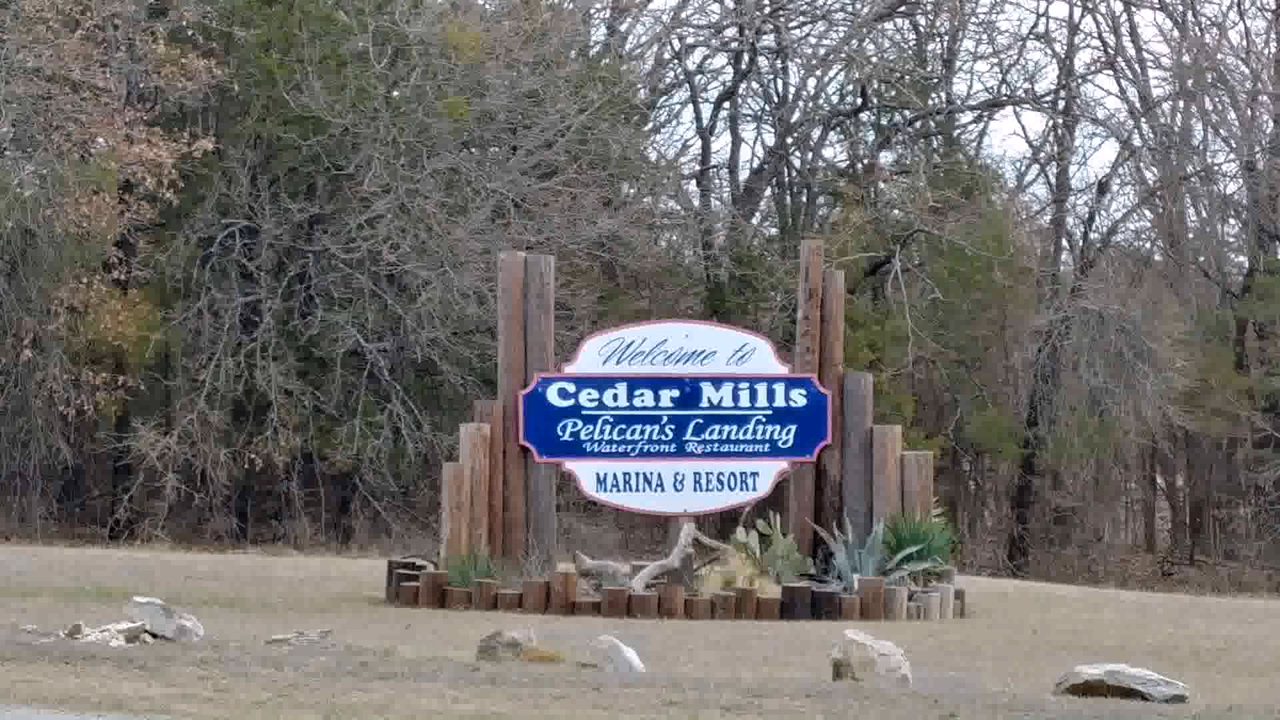 Welcome to
Cedar Mills
Pelican's Landing
Waterfront Restaurant
MARINA & RESORT